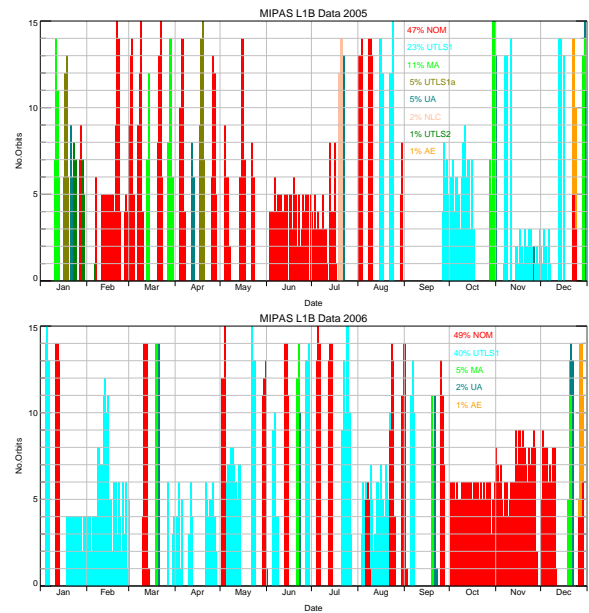 MIPAS L1B Data 2005
15
10
5
0
No.Orbits
47% NOM
23% UTLS1
11% MA
5% UTLS1a
5% UA
2% NLC
1% UTLS2
1% AE
Jan Feb Mar Apr May Jun Jul Aug Sep Oct Nov Dec
Date
MIPAS L1B Data 2006
15
10
5
0
No.Orbits
49% NOM
40% UTLS1
5% MA
2% UA
1% AE
Jan Feb Mar Apr May Jun Jul Aug Sep Oct Nov Dec
Date